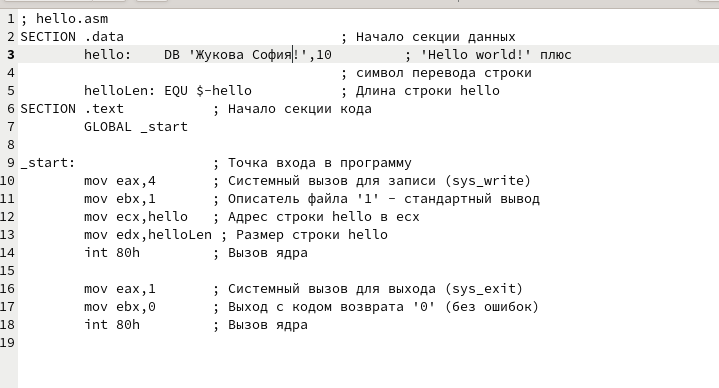 1 ; hello.asm
2 SECTION .data ; Начало секции данных
3 hello: DB 'Жукова София!',10 ; 'Hello world!' плюс
4 ; символ перевода строки
5 helloLen: EQU $-hello ; Длина строки hello
6 SECTION .text ; Начало секции кода
7 GLOBAL _start
8
9 _start: ; Точка входа в программу
10 mov eax,4 ; Системный вызов для записи (sys_write)
11 mov ebx,1 ; Описатель файла '1' - стандартный вывод
12 mov ecx,hello ; Адрес строки hello в ecx
13 mov edx,helloLen ; Размер строки hello
14 int 80h ; Вызов ядра
15
16 mov eax,1 ; Системный вызов для выхода (sys_exit)
17 mov ebx,0 ; Выход с кодом возврата '0' (без ошибок)
18 int 80h ; Вызов ядра
19